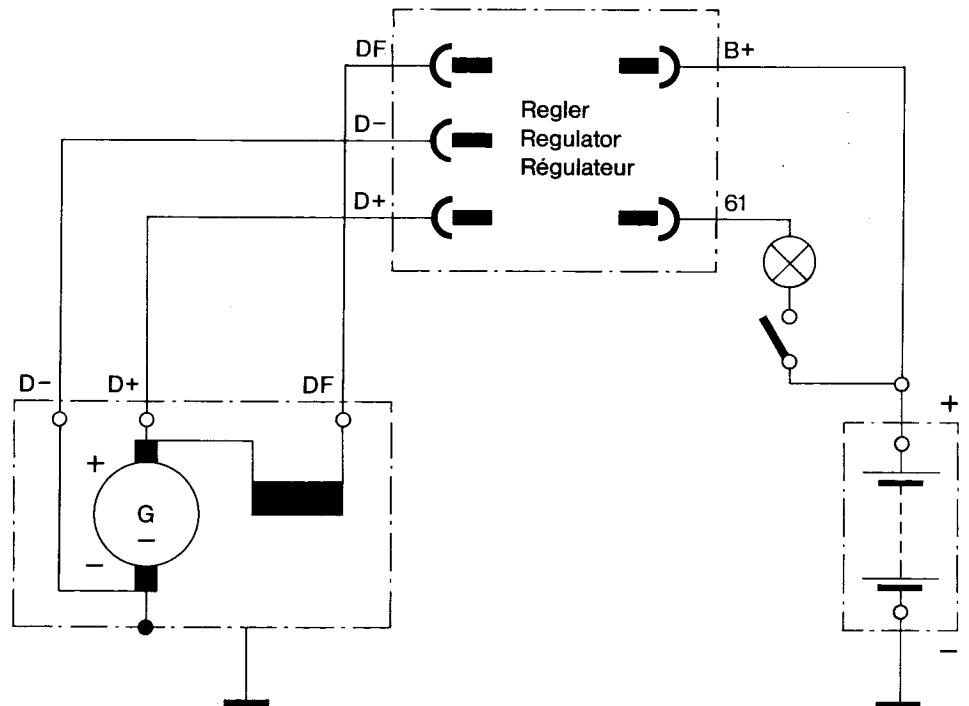 DF
B+
D−
Regler
Regulator
Régulateur
D+
61
D−
D+
DF
+
+
G
−
−
−